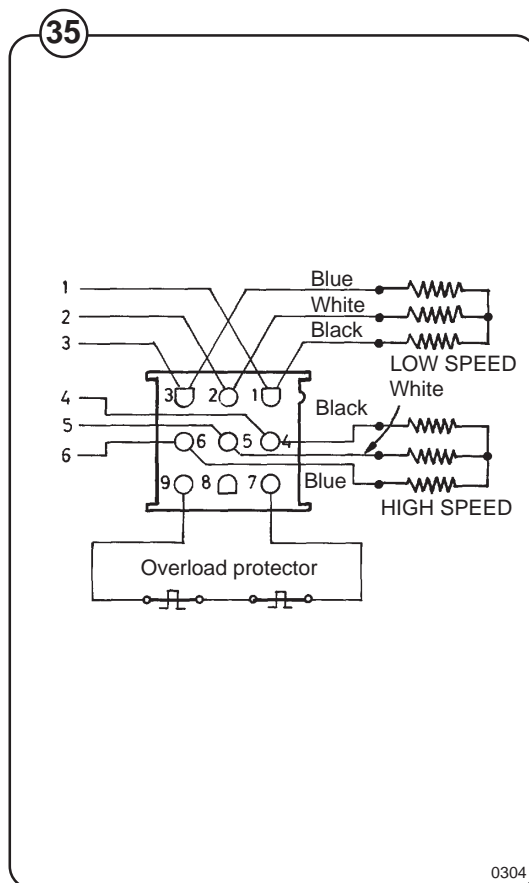 35
1
Blue
2
White
3
Black
LOW SPEED
3 2 1
White
4
Black
5
6 5 4
6
9 8 7
Blue
HIGH SPEED
Overload protector
0304